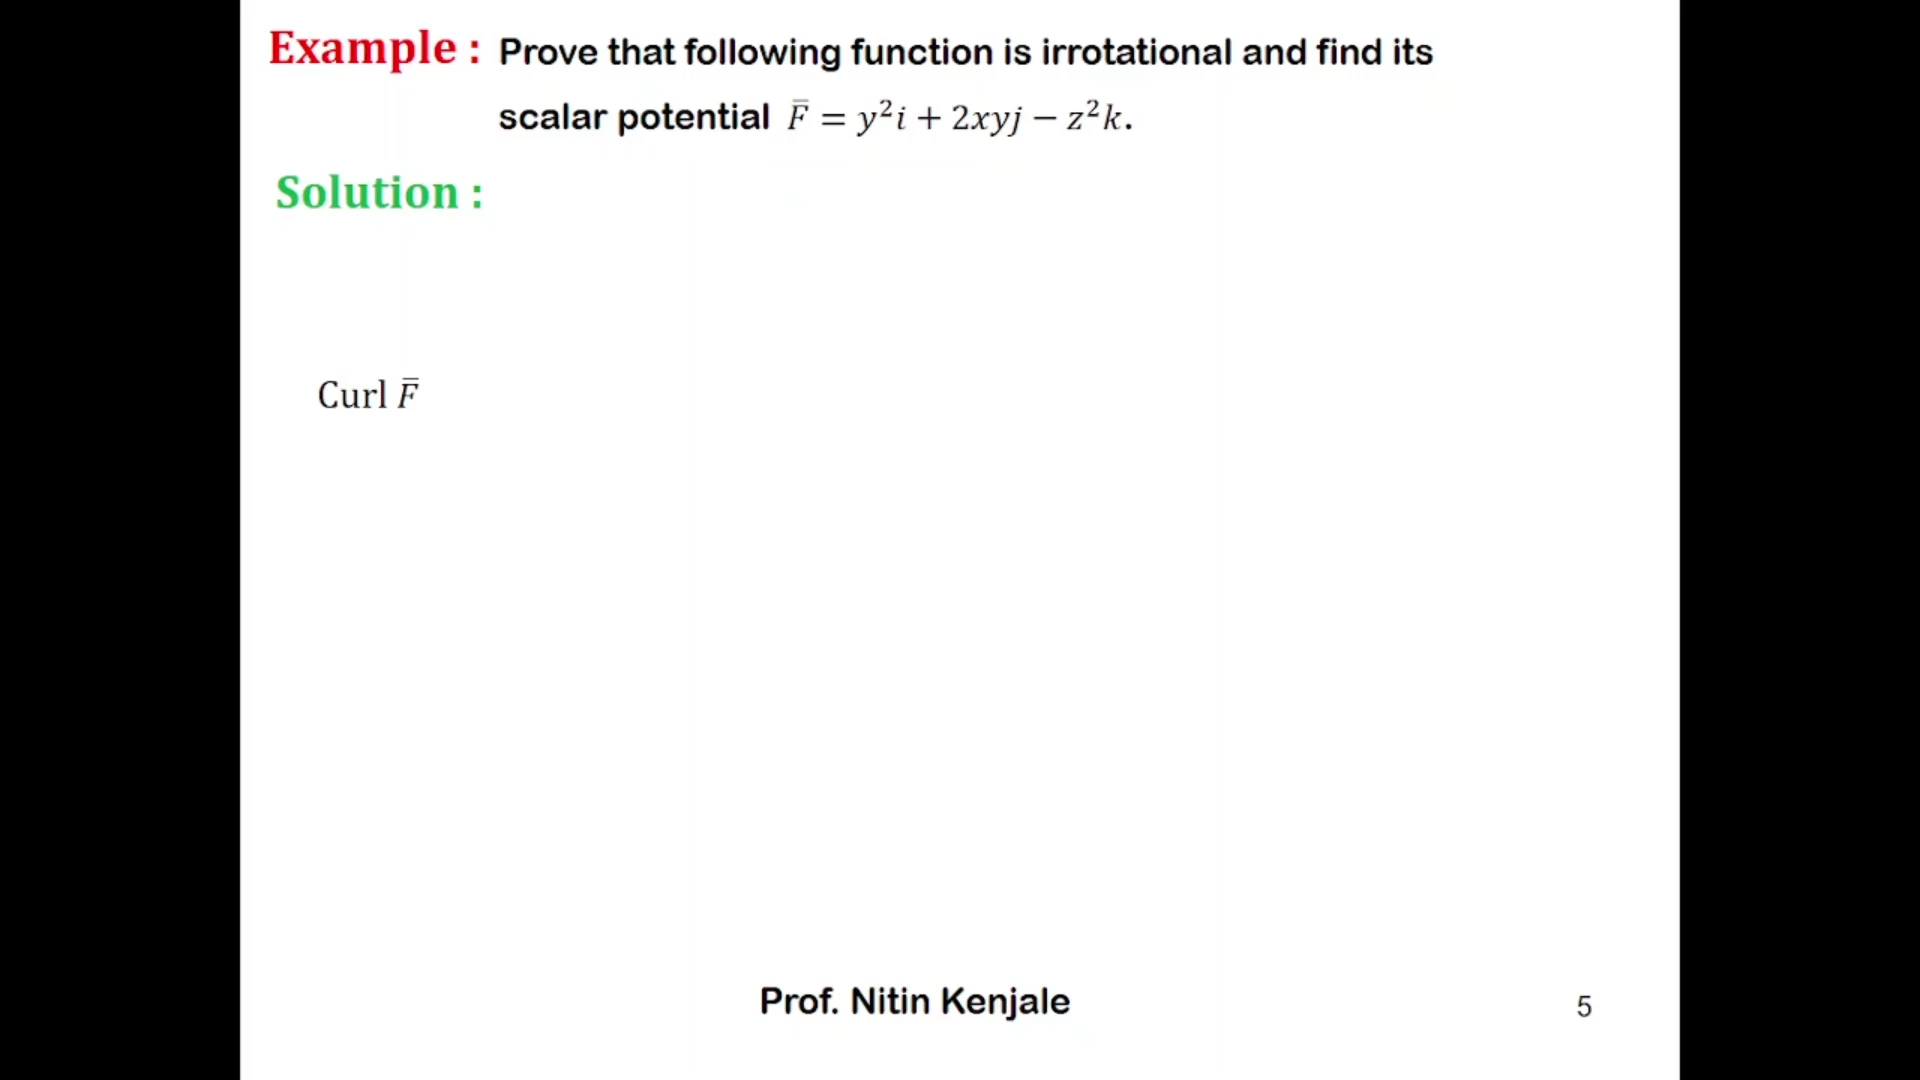 Example : Prove that following function is irrotational and find its
scalar potential F̅ = y²i + 2xyj − z²k.
Solution :
Curl F̅
Prof. Nitin Kenjale
5